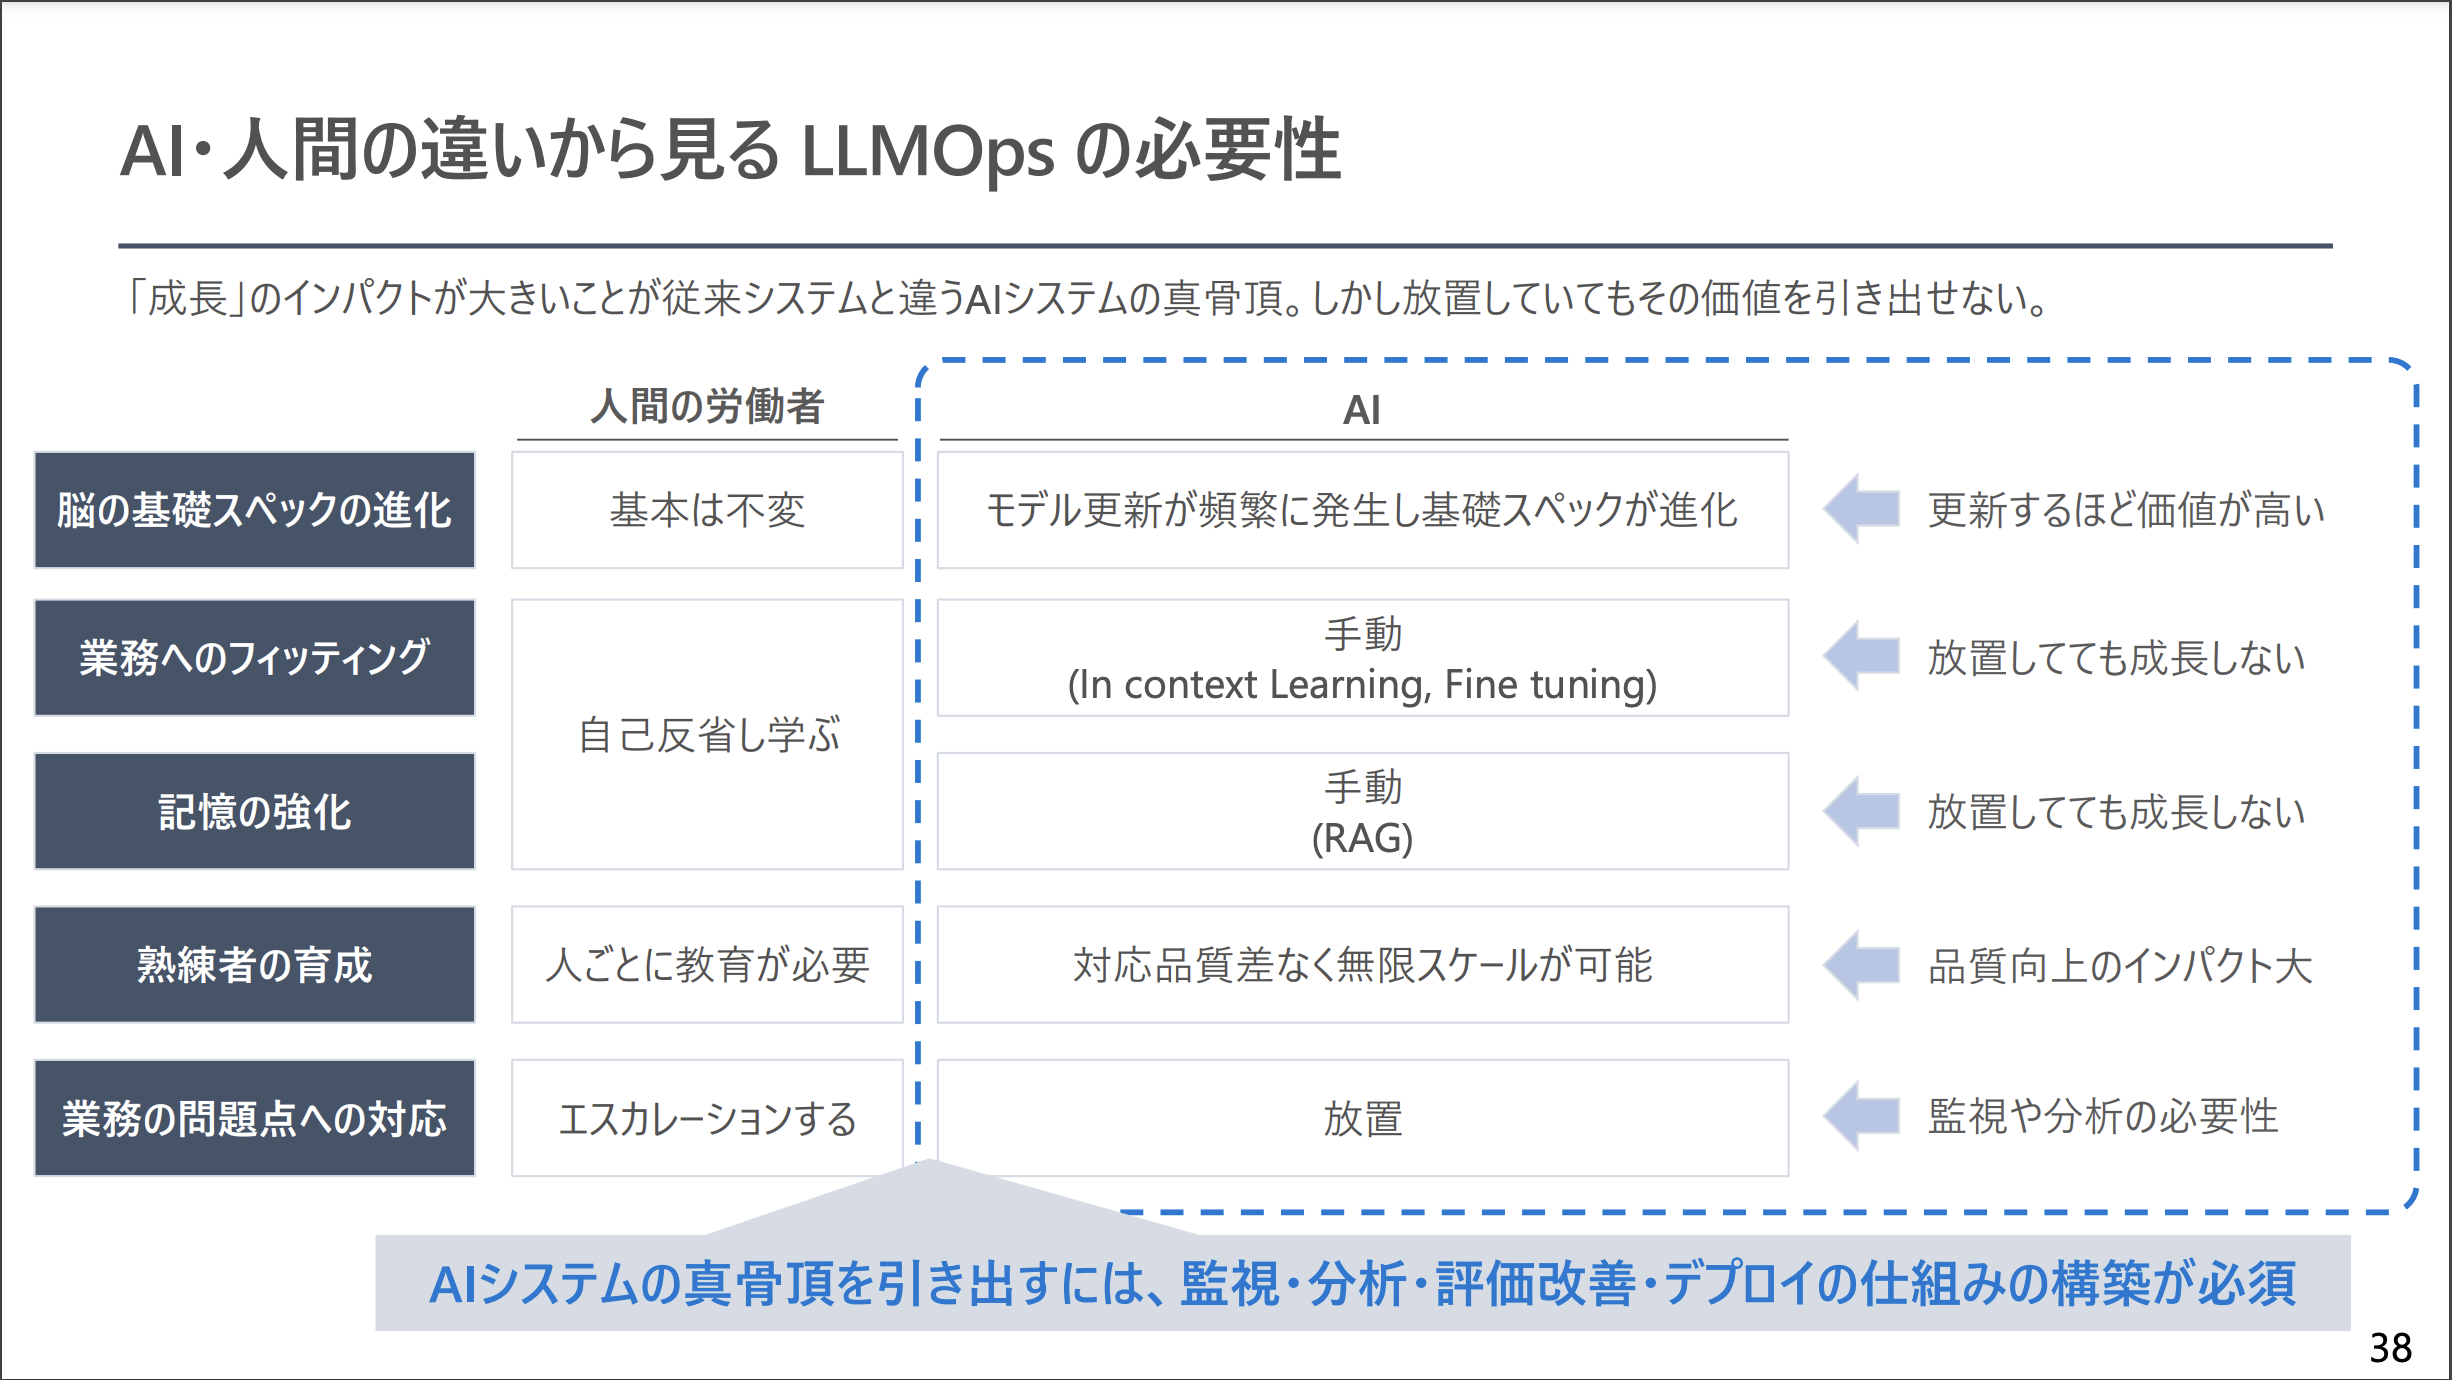 AI・人間の違いから見る LLMOps の必要性
「成長」のインパクトが大きいことが従来システムと違うAIシステムの真骨頂。しかし放置していてもその価値を引き出せない。
人間の労働者
AI
脳の基礎スペックの進化
基本は不変
モデル更新が頻繁に発生し基礎スペックが進化
更新するほど価値が高い
業務へのフィッティング
自己反省し学ぶ
手動
(In context Learning, Fine tuning)
放置してても成長しない
記憶の強化
手動
(RAG)
放置してても成長しない
熟練者の育成
人ごとに教育が必要
対応品質差なく無限スケールが可能
品質向上のインパクト大
業務の問題点への対応
エスカレーションする
放置
監視や分析の必要性
AIシステムの真骨頂を引き出すには、監視・分析・評価改善・デプロイの仕組みの構築が必須
38